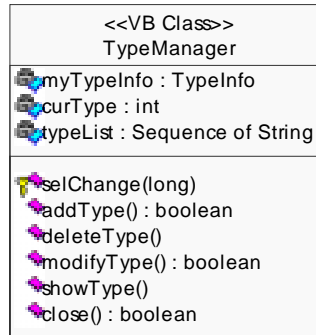 <<VB Class>>
TypeManager
myTypeInfo : TypeInfo
curType : int
typeList : Sequence of String
selChange(long)
addType() : boolean
deleteType()
modifyType() : boolean
showType()
close() : boolean